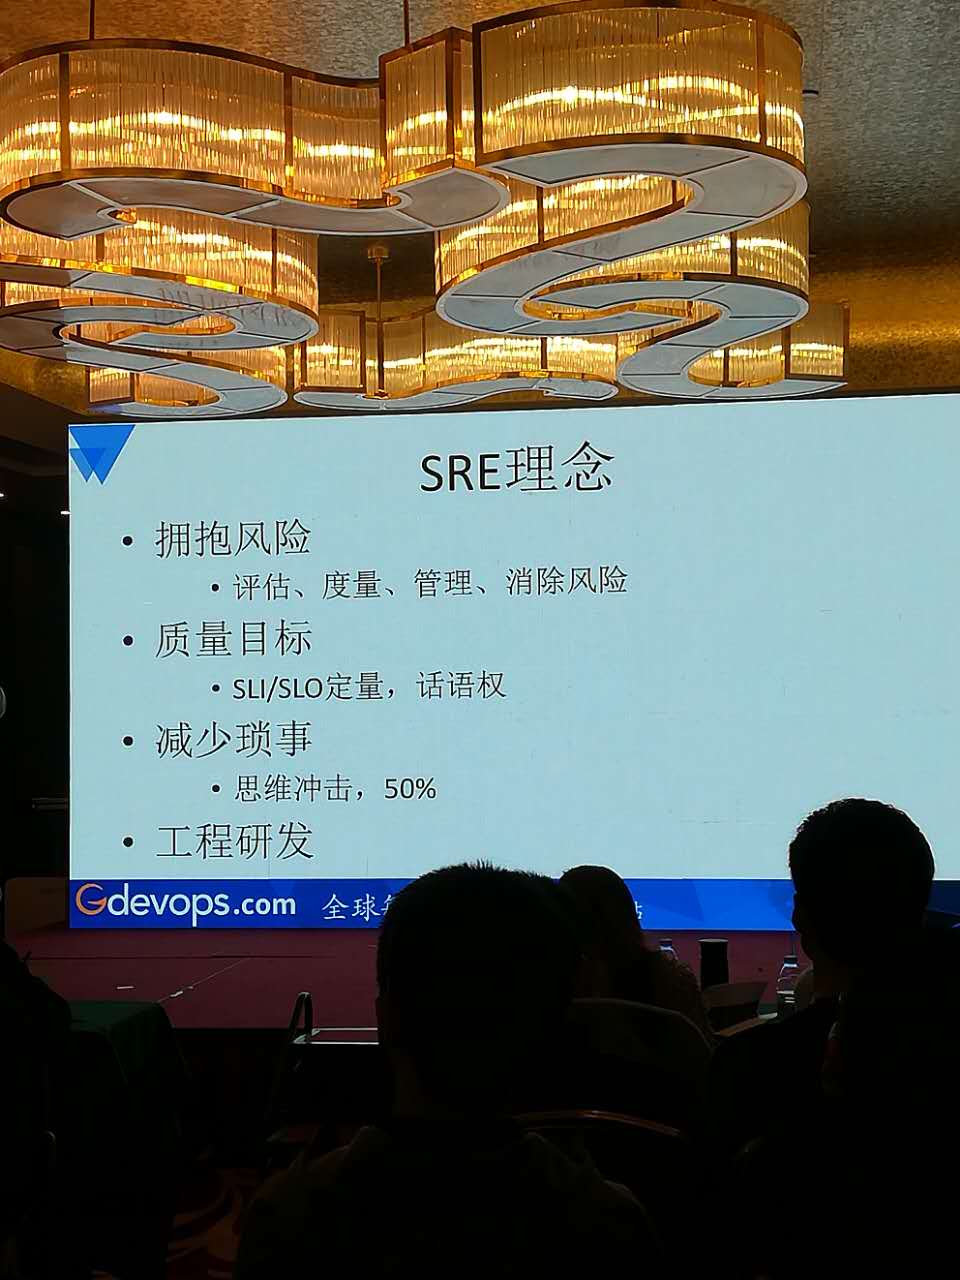 SRE理念
• 拥抱风险
• 评估、度量、管理、消除风险
• 质量目标
• SLI/SLO定量，话语权
• 减少琐事
• 思维冲击，50%
• 工程研发
Gdevops.com 全球